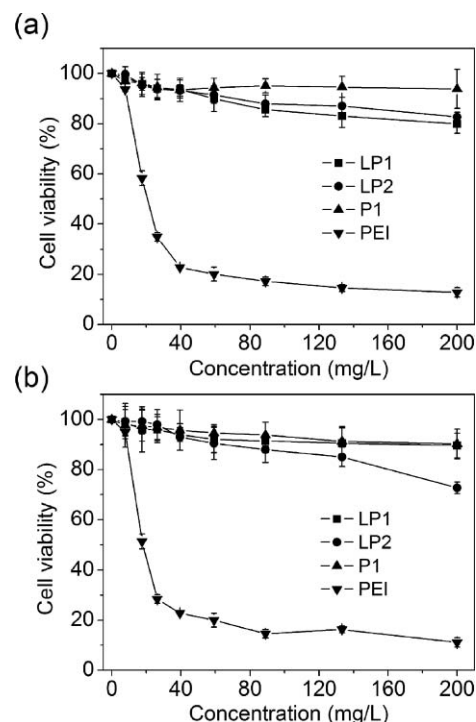 (a)
100
80
60
40
20
0
Cell viability (%)
LP1
LP2
P1
PEI
0 40 80 120 160 200
Concentration (mg/L)
(b)
100
80
60
40
20
0
Cell viability (%)
LP1
LP2
P1
PEI
0 40 80 120 160 200
Concentration (mg/L)